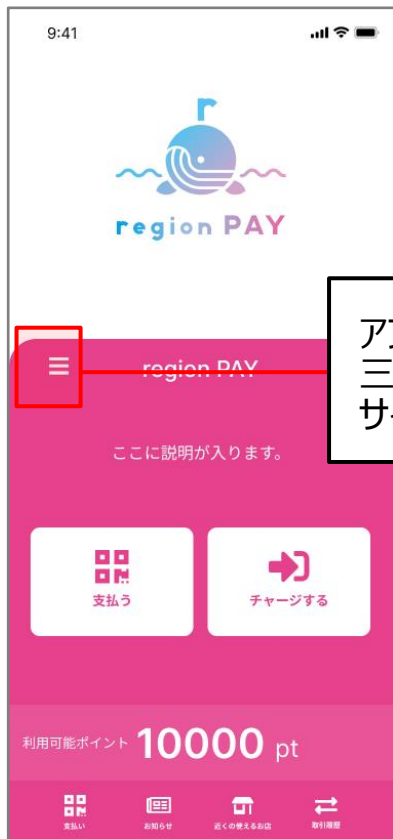 9:41
r
region PAY
region PAY
三
サ
ここに説明が入ります。
支払う
チャージする
利用可能ポイント 10000 pt
支払い
お知らせ
近くの使えるお店
取引履歴